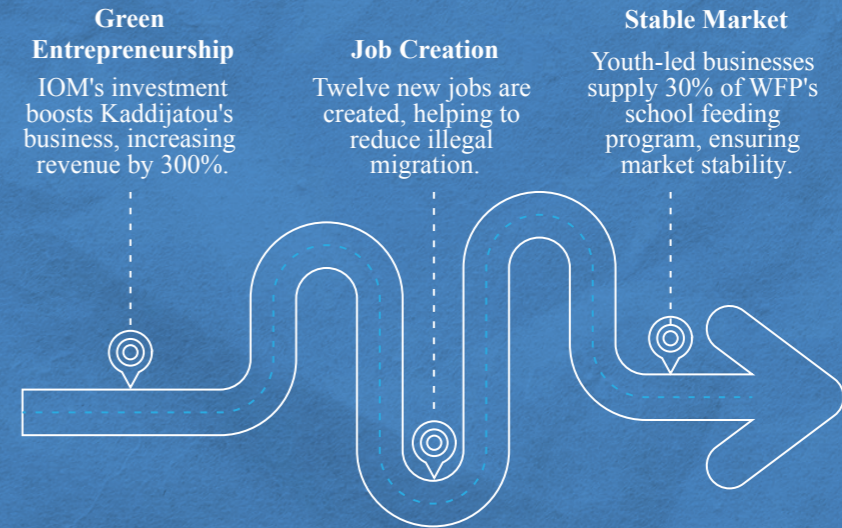 Green
Entrepreneurship
IOM's investment
boosts Kaddijatou's
business, increasing
revenue by 300%.
Job Creation
Twelve new jobs are
created, helping to
reduce illegal
migration.
Stable Market
Youth-led businesses
supply 30% of WFP's
school feeding
program, ensuring
market stability.